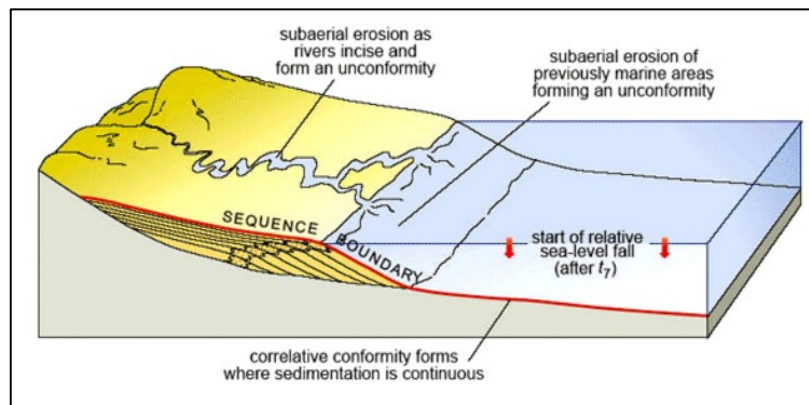 subaerial erosion as
rivers incise and
form an unconformity
subaerial erosion of
previously marine areas
forming an unconformity
SEQUENCE BOUNDARY
start of relative
sea-level fall
(after t7)
correlative conformity forms
where sedimentation is continuous